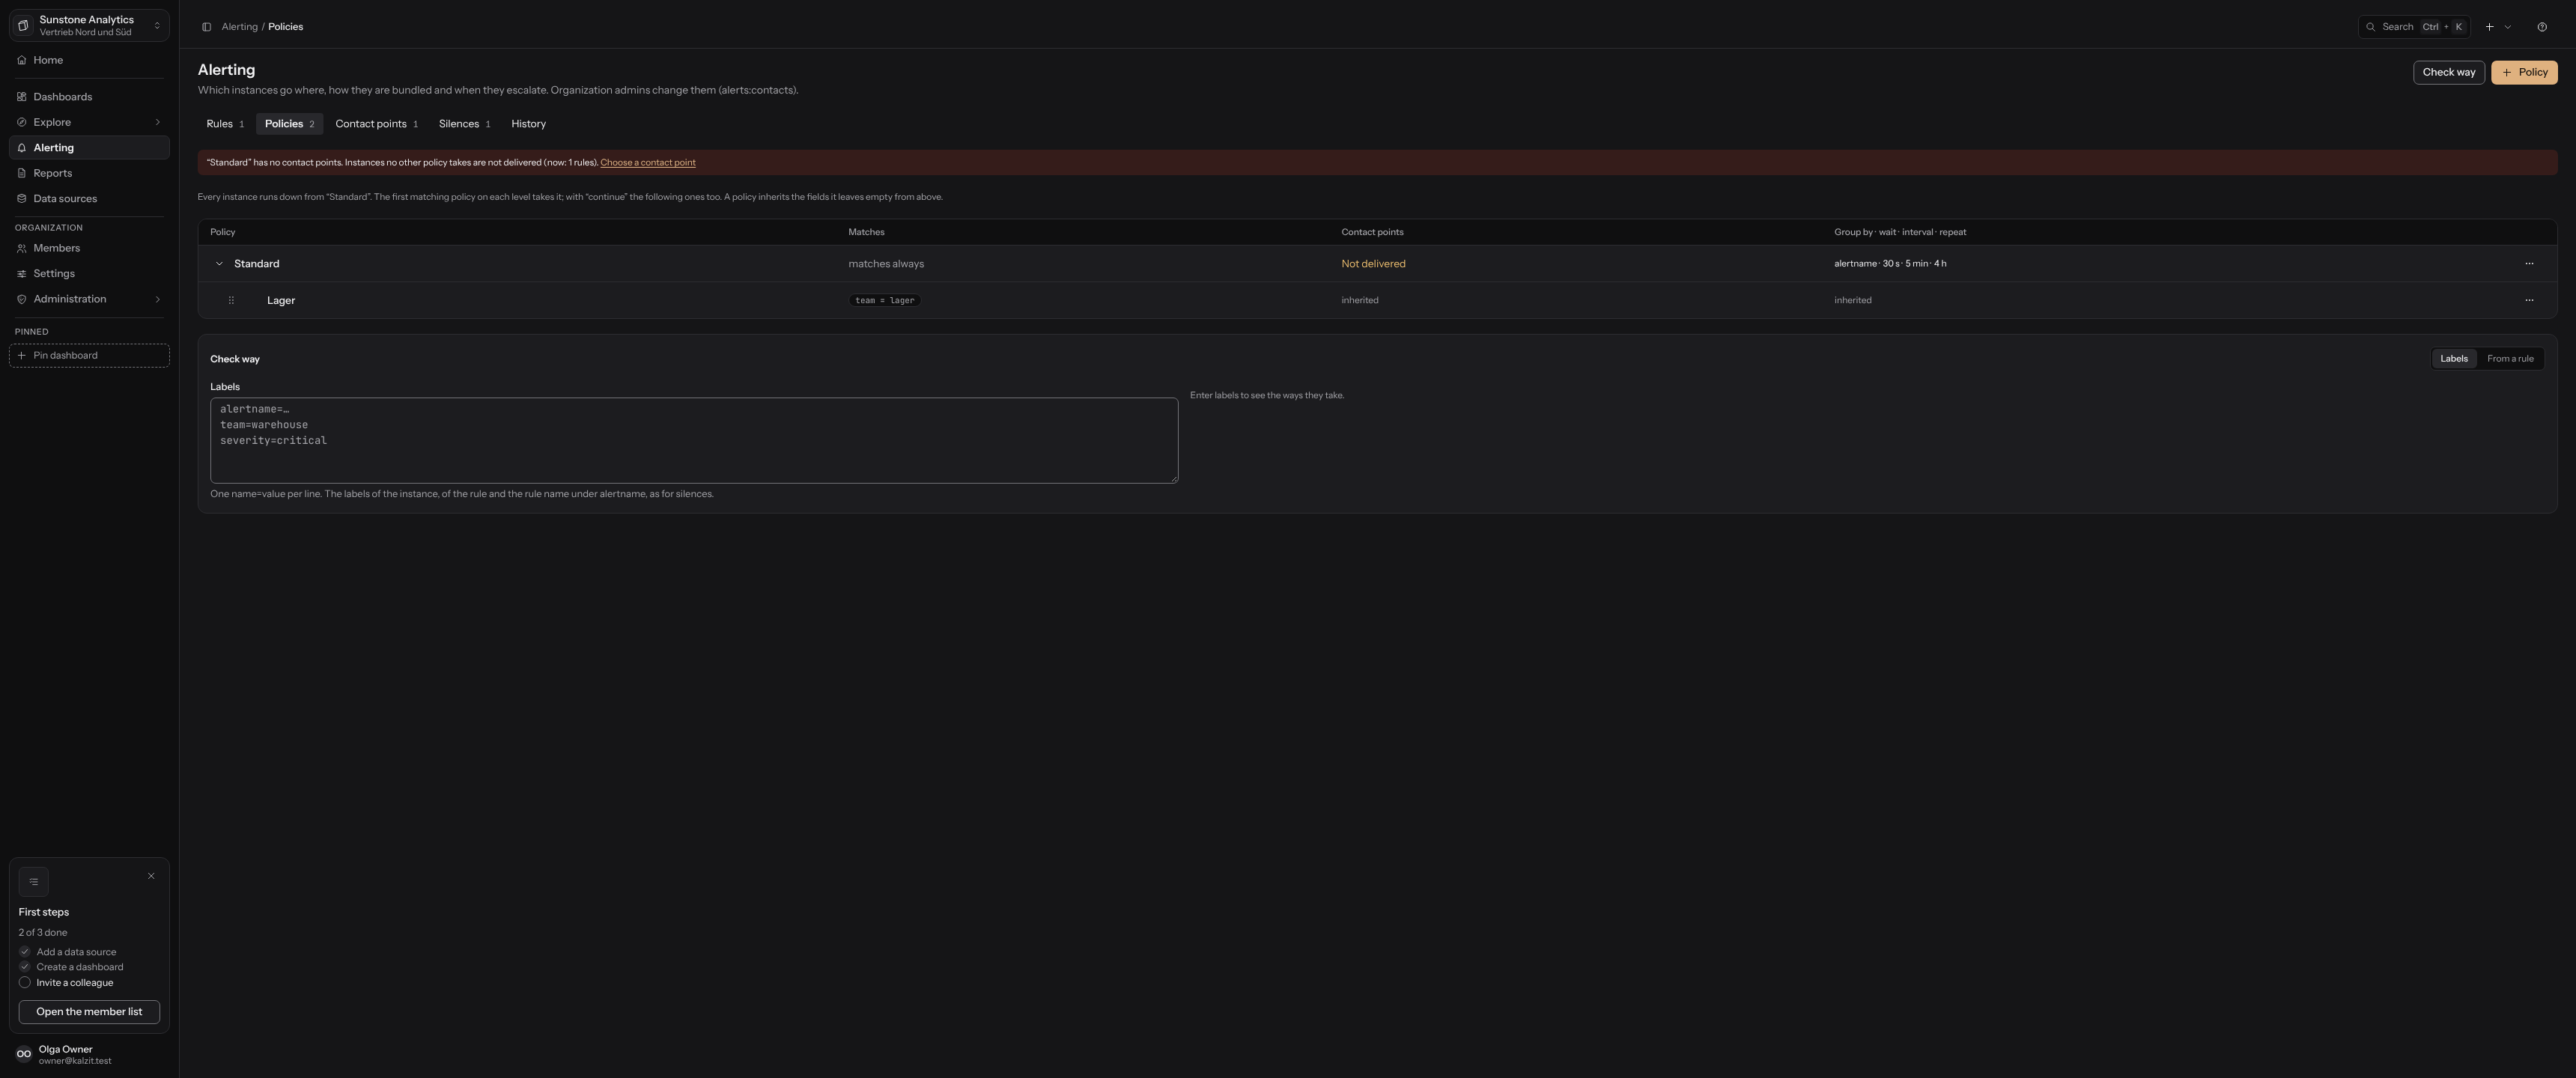 Sunstone Analytics
Vertrieb Nord und Süd
Home
Dashboards
Explore
Alerting
Reports
Data sources
ORGANIZATION
Members
Settings
Administration
PINNED
Pin dashboard
First steps
2 of 3 done
Add a data source
Create a dashboard
Invite a colleague
Open the member list
OO
Olga Owner
owner@kalzit.test
Alerting / Policies
Search Ctrl + K
Alerting
Which instances go where, how they are bundled and when they escalate. Organization admins change them (alerts:contacts).
Check way
+ Policy
Rules 1
Policies 2
Contact points 1
Silences 1
History
“Standard” has no contact points. Instances no other policy takes are not delivered (now: 1 rules). Choose a contact point
Every instance runs down from “Standard”. The first matching policy on each level takes it; with “continue” the following ones too. A policy inherits the fields it leaves empty from above.
Policy Matches Contact points Group by · wait · interval · repeat
Standard matches always Not delivered alertname · 30 s · 5 min · 4 h
Lager team = lager inherited inherited
Check way
Labels From a rule
Labels
alertname=…
team=warehouse
severity=critical
Enter labels to see the ways they take.
One name=value per line. The labels of the instance, of the rule and the rule name under alertname, as for silences.